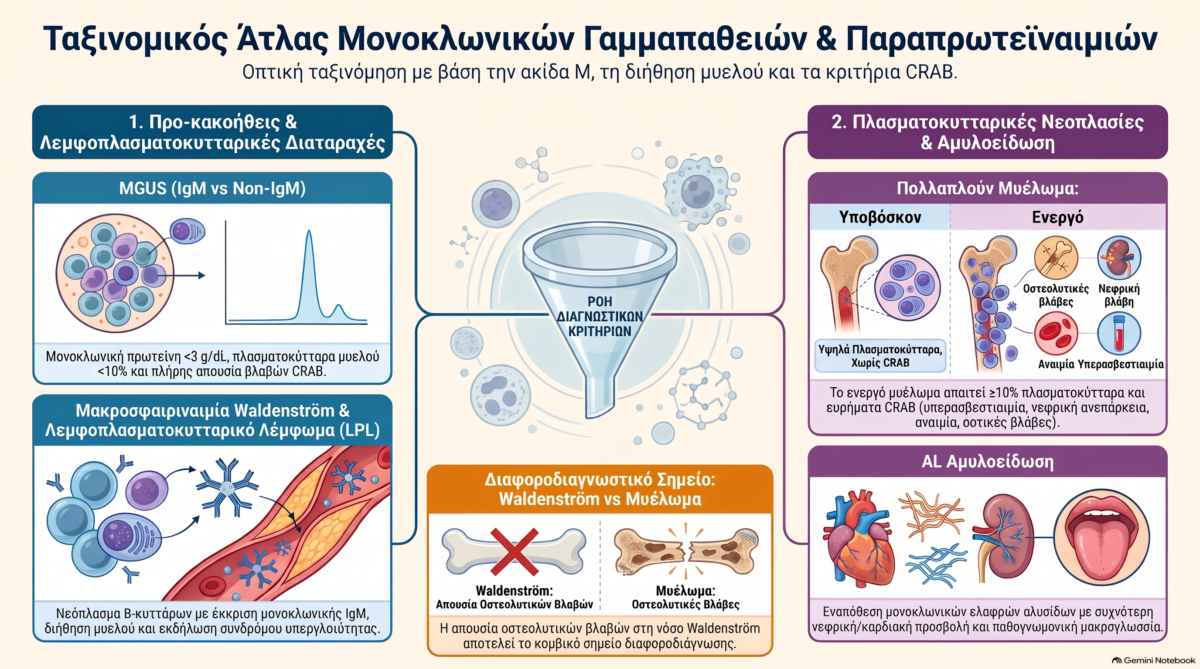 Ταξινομικός Άτλας Μονοκλωνικών Γαμμαπαθειών & Παραπρωτεϊναιμιών
Οπτική ταξινόμηση με βάση την ακίδα M, τη διήθηση μυελού και τα κριτήρια CRAB.
1. Προ-κακοήθεις &
Λεμφοπλασματοκυτταρικές Διαταραχές
MGUS (IgM vs Non-IgM)
Μονοκλωνική πρωτεΐνη <3 g/dL, πλασματοκύτταρα μυελού
<10% και πλήρης απουσία βλαβών CRAB.
Μακροσφαιριναιμία Waldenström &
Λεμφοπλασματοκυτταρικό Λέμφωμα (LPL)
Νεόπλασμα Β-κυττάρων με έκκριση μονοκλωνικής IgM,
διήθηση μυελού και εκδήλωση συνδρόμου υπεργλοιότητας.
ΡΟΗ
ΔΙΑΓΝΩΣΤΙΚΩΝ
ΚΡΙΤΗΡΙΩΝ
Διαφοροδιαγνωστικό Σημείο:
Waldenström vs Μυέλωμα
Waldenström:
Απουσία Οστεολυτικών Βλαβών
Μυέλωμα:
Οστεολυτικές Βλάβες
Η απουσία οστεολυτικών βλαβών στη νόσο Waldenström
αποτελεί το κομβικό σημείο διαφοροδιάγνωσης.
2. Πλασματοκυτταρικές Νεοπλασίες
& Αμυλοείδωση
Πολλαπλούν Μυέλωμα:
Υποβόσκον
Ενεργό
Υψηλά Πλασματοκύτταρα,
Χωρίς CRAB
Οστεολυτικές
βλάβες
Νεφρική
βλάβη
Αναιμία
Υπερασβεστιαιμία
Το ενεργό μυέλωμα απαιτεί ≥10% πλασματοκύτταρα και
ευρήματα CRAB (υπερασβεστιαιμία, νεφρική ανεπάρκεια,
αναιμία, οοτικές βλάβες).
AL Αμυλοείδωση
Εναπόθεση μονοκλωνικών ελαφρών αλυσίδων με συχνότερη
νεφρική/καρδιακή προσβολή και παθογνωμονική μακρογλωσσία.
Gemini Notebook